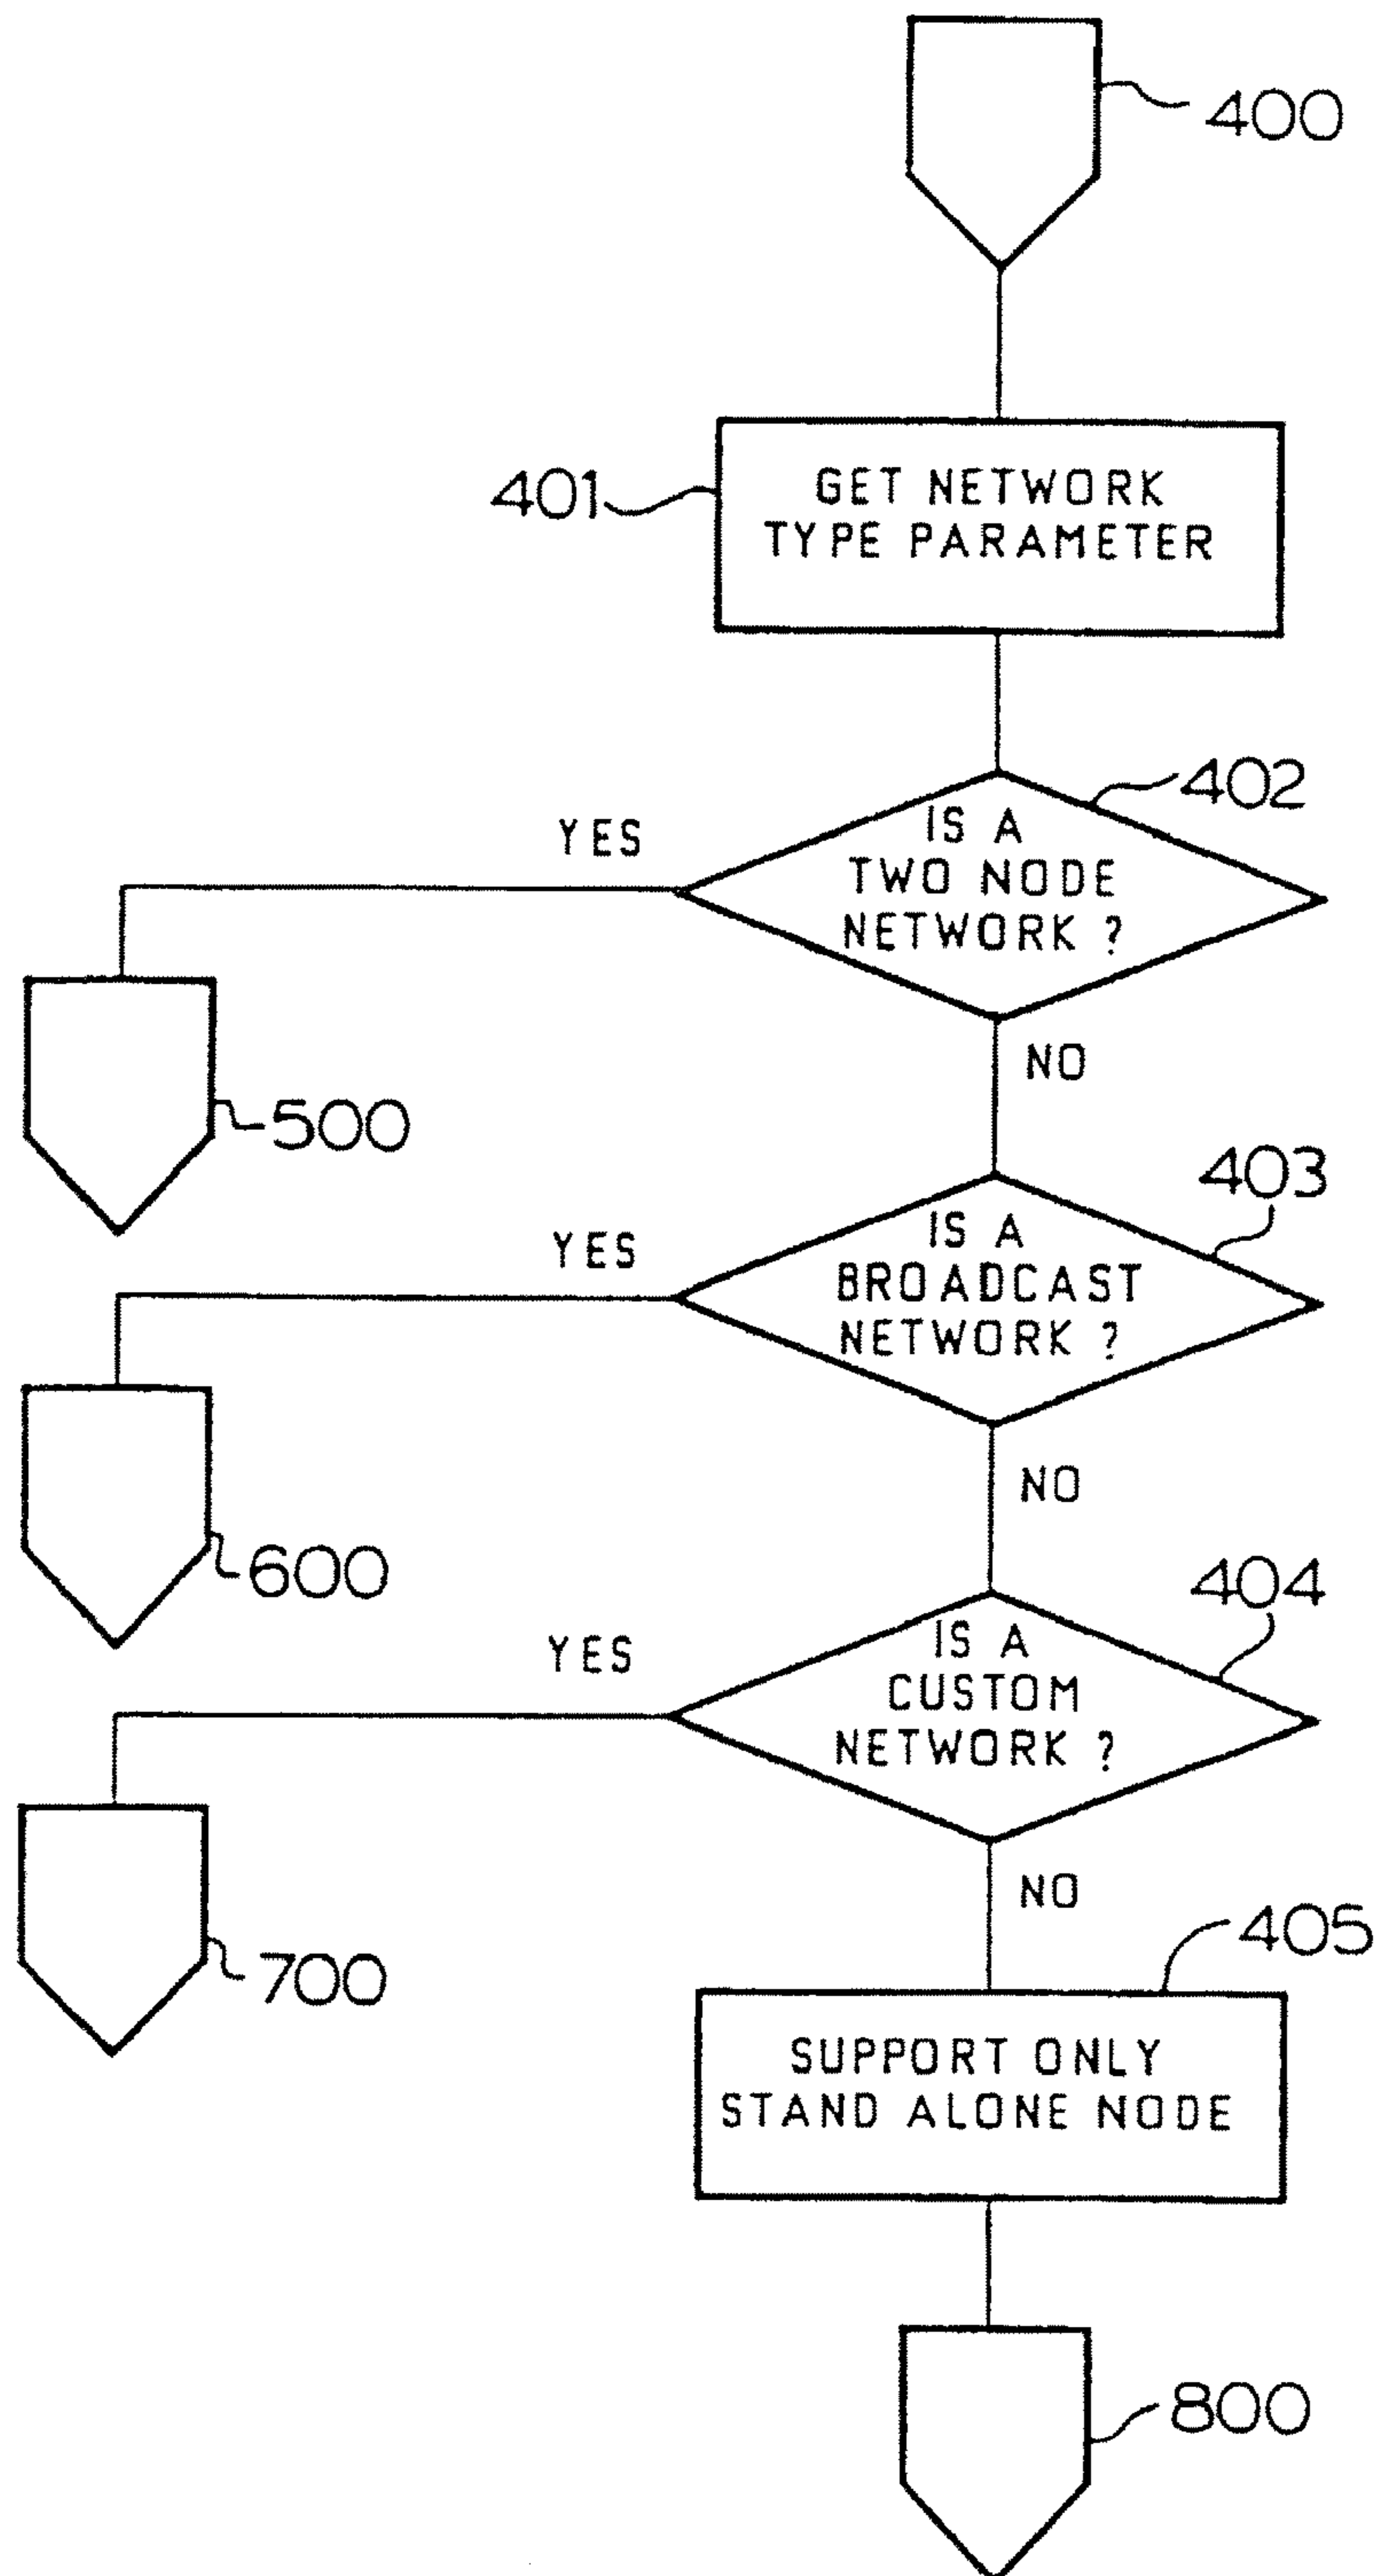 400
401
GET NETWORK
TYPE PARAMETER
402
YES
IS A
TWO NODE
NETWORK ?
NO
500
403
YES
IS A
BROADCAST
NETWORK ?
NO
600
404
YES
IS A
CUSTOM
NETWORK ?
NO
700
405
SUPPORT ONLY
STAND ALONE NODE
800